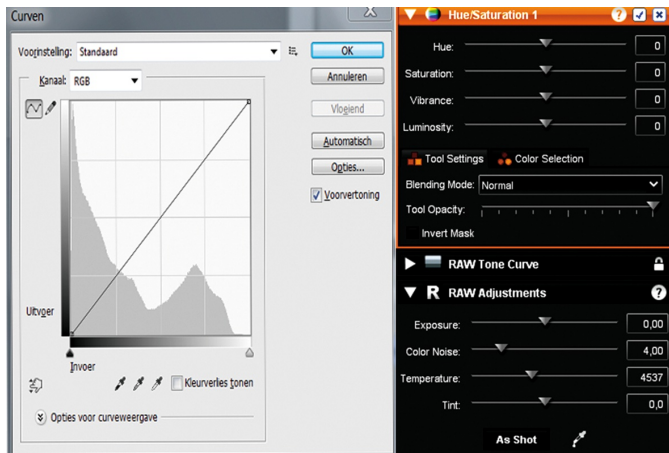 Curven
Voorinstelling: Standaard
OK
Kanaal: RGB
Annuleren
Vloeiend
Automatisch
Opties...
Voorvertoning
Uitvoer
Invoer
Kleurverlies tonen
Opties voor curveweergave
Hue/Saturation 1
?
Hue: 0
Saturation: 0
Vibrance: 0
Luminosity: 0
Tool Settings Color Selection
Blending Mode: Normal
Tool Opacity:
Invert Mask
RAW Tone Curve
R RAW Adjustments ?
Exposure: 0,00
Color Noise: 4,00
Temperature: 4537
Tint: 0,0
As Shot